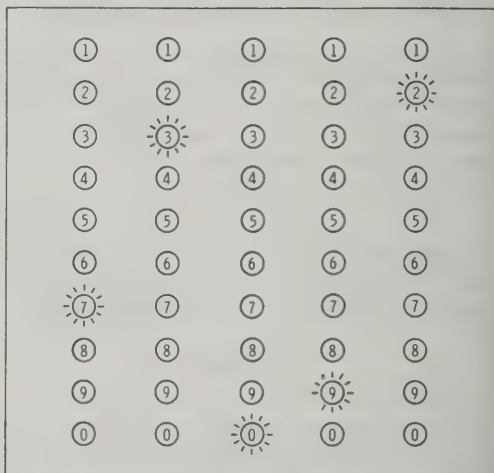 1 1 1 1 1
2 2 2 2 2
3 3 3 3 3
4 4 4 4 4
5 5 5 5 5
6 6 6 6 6
7 7 7 7 7
8 8 8 8 8
9 9 9 9 9
0 0 0 0 0